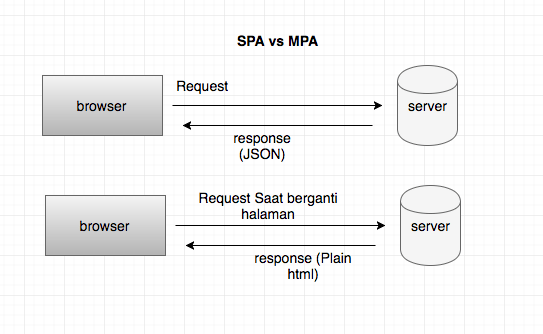 SPA vs MPA
Request
browser
server
response
(JSON)
Request Saat berganti
halaman
browser
server
response (Plain
html)